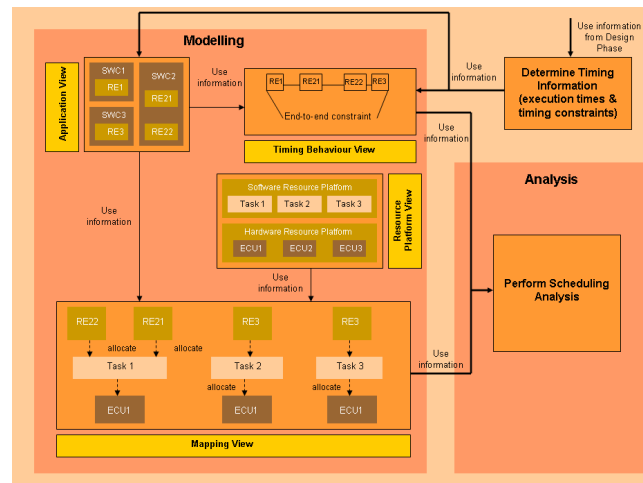 Modelling
Use information
from Design
Phase
Application View
SWC1
RE1
SWC2
RE21
SWC3
RE3
RE22
Use
information
RE1
RE21
RE22
RE3
End-to-end constraint
Timing Behaviour View
Use
information
Determine Timing
Information
(execution times &
timing constraints)
Use
information
Analysis
Software Resource Platform
Task 1
Task 2
Task 3
Hardware Resource Platform
ECU1
ECU2
ECU3
Resource
Platform View
Use
information
Use
information
Perform Scheduling
Analysis
RE22
RE21
RE3
RE3
allocate
allocate
Task 1
Task 2
Task 3
allocate
allocate
ECU1
ECU1
ECU1
Use
information
Mapping View